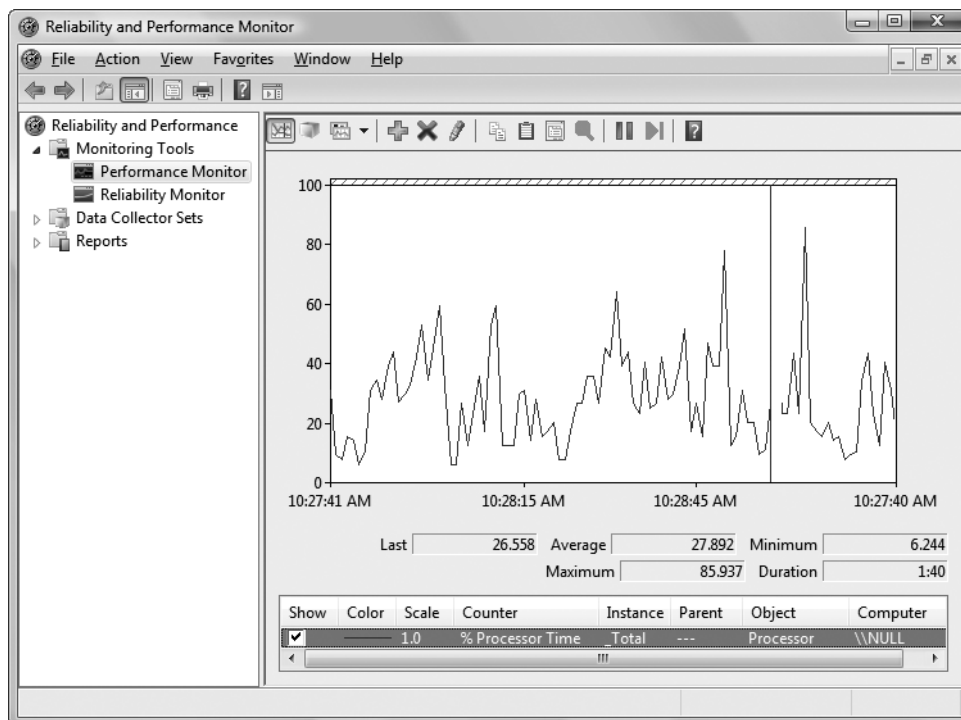 Reliability and Performance Monitor
File Action View Favorites Window Help
Reliability and Performance
Monitoring Tools
Performance Monitor
Reliability Monitor
Data Collector Sets
Reports
100
80
60
40
20
0
10:27:41 AM 10:28:15 AM 10:28:45 AM 10:27:40 AM
Last 26.558 Average 27.892 Minimum 6.244
Maximum 85.937 Duration 1:40
Show Color Scale Counter Instance Parent Object Computer
1.0 % Processor Time _Total --- Processor \\NULL